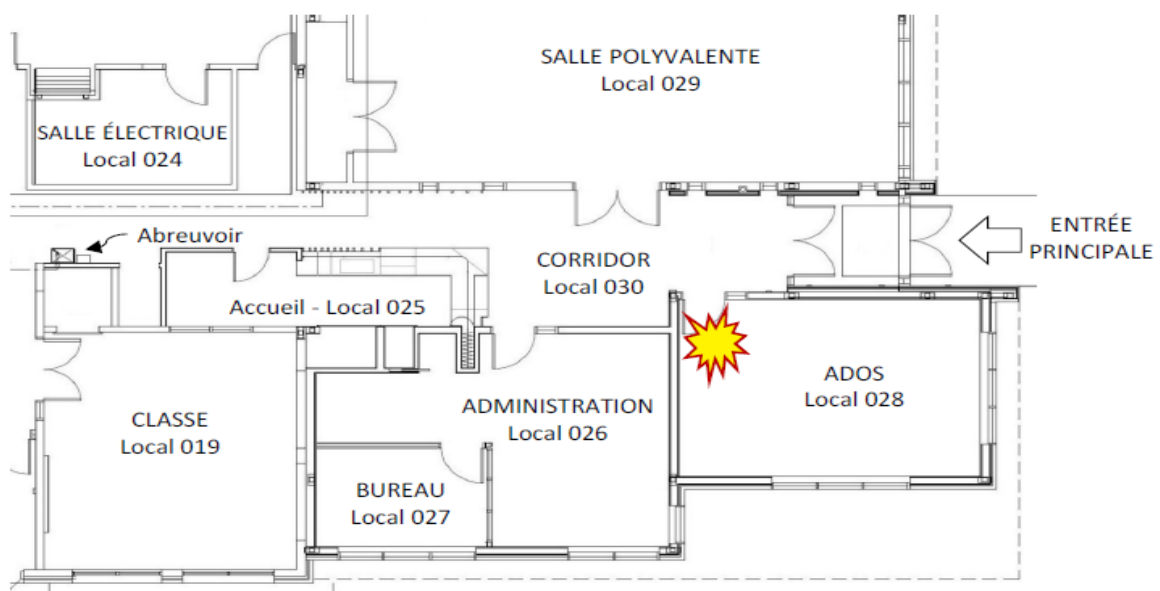 SALLE POLYVALENTE
Local 029
SALLE ÉLECTRIQUE
Local 024
Abreuvoir
ENTRÉE
PRINCIPALE
CORRIDOR
Local 030
Accueil - Local 025
ADOS
Local 028
ADMINISTRATION
Local 026
CLASSE
Local 019
BUREAU
Local 027